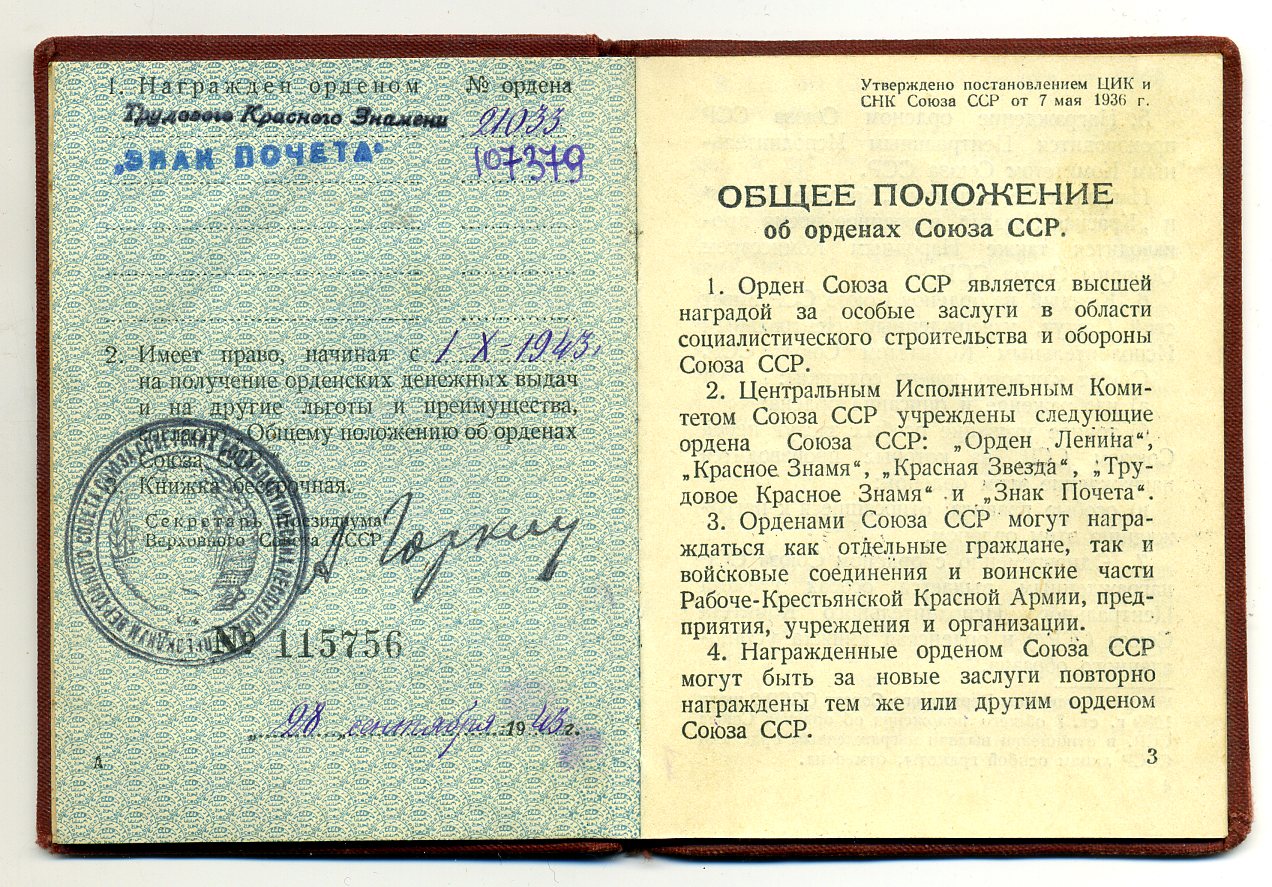 1. Награжден орденом № ордена
Трудового Красного Знамени 21033
„ЗНАК ПОЧЕТА“ 107379
2. Имеет право, начиная с 1 X-1943г.
на получение орденских денежных выдач
и на другие льготы и преимущества,
Общему положению об орденах
Союза
Книжка бессрочная.
Секретарь Президиума
Верховного Совета СССР
А Горкин
№ 115756
„28 „сентября 1943г.
А
Утверждено постановлением ЦИК и
СНК Союза ССР от 7 мая 1936 г.
ОБЩЕЕ ПОЛОЖЕНИЕ
об орденах Союза ССР.
1. Орден Союза ССР является высшей
наградой за особые заслуги в области
социалистического строительства и обороны
Союза ССР.
2. Центральным Исполнительным Коми-
тетом Союза ССР учреждены следующие
ордена Союза ССР: „Орден Ленина“,
„Красное Знамя“, „Красная Звезда“, „Тру-
довое Красное Знамя“ и „Знак Почета“.
3. Орденами Союза ССР могут награ-
ждаться как отдельные граждане, так и
войсковые соединения и воинские части
Рабоче-Крестьянской Красной Армии, пред-
приятия, учреждения и организации.
4. Награжденные орденом Союза ССР
могут быть за новые заслуги повторно
награждены тем же или другим орденом
Союза ССР.
3